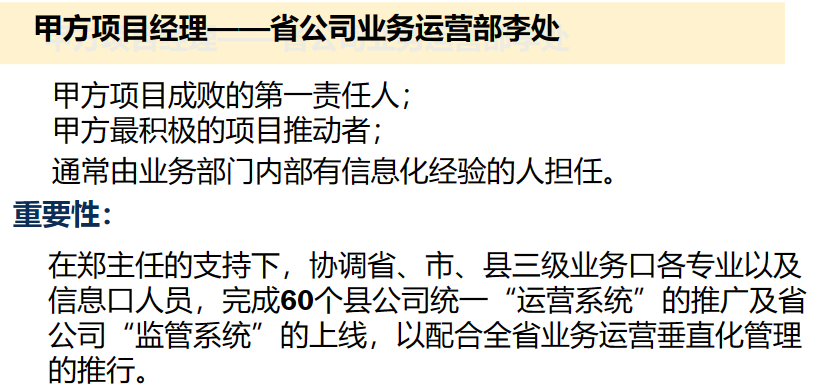 甲方项目经理——省公司业务运营部李处
甲方项目成败的第一责任人；
甲方最积极的项目推动者；
通常由业务部门内部有信息化经验的人担任。
重要性：
在郑主任的支持下，协调省、市、县三级业务口各专业以及
信息口人员，完成60个县公司统一“运营系统”的推广及省
公司“监管系统”的上线，以配合全省业务运营垂直化管理
的推行。